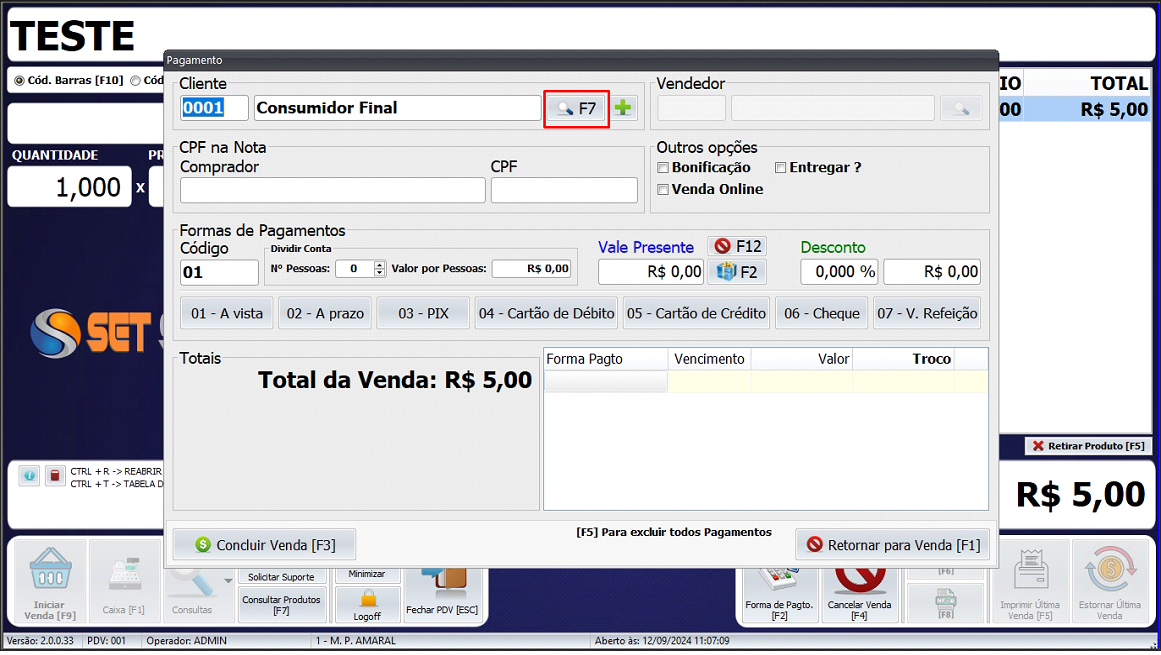 TESTE
Pagamento
Cód. Barras [F10] Cód
Cliente
0001 Consumidor Final F7
Vendedor
IO TOTAL
00 R$ 5,00
QUANTIDADE PR
1,000 x
CPF na Nota
Comprador CPF
Outros opções
Bonificação Entregar ?
Venda Online
Formas de Pagamentos
Código
01
Dividir Conta
Nº Pessoas: 0 Valor por Pessoas: R$ 0,00
Vale Presente F12
R$ 0,00 F2
Desconto
0,000 % R$ 0,00
01 - A vista 02 - A prazo 03 - PIX 04 - Cartão de Débito 05 - Cartão de Crédito 06 - Cheque 07 - V. Refeição
SET S
Totais
Total da Venda: R$ 5,00
Forma Pagto Vencimento Valor Troco
Retirar Produto [F5]
CTRL + R -> REABRIR
CTRL + T -> TABELA D
R$ 5,00
Concluir Venda [F3]
[F5] Para excluir todos Pagamentos
Retornar para Venda [F1]
Iniciar
Venda [F9]
Caixa [F1]
Consultas
Solicitar Suporte
Consultar Produtos
[F7]
Minimizar
Logoff
Fechar PDV [ESC]
Forma de Pagto.
[F2]
Cancelar Venda
[F4]
[F6]
[F8]
Imprimir Última
Venda [F5]
Estornar Última
Venda
Versão: 2.0.0.33 PDV: 001 Operador: ADMIN 1 - M. P. AMARAL Aberto às: 12/09/2024 11:07:09